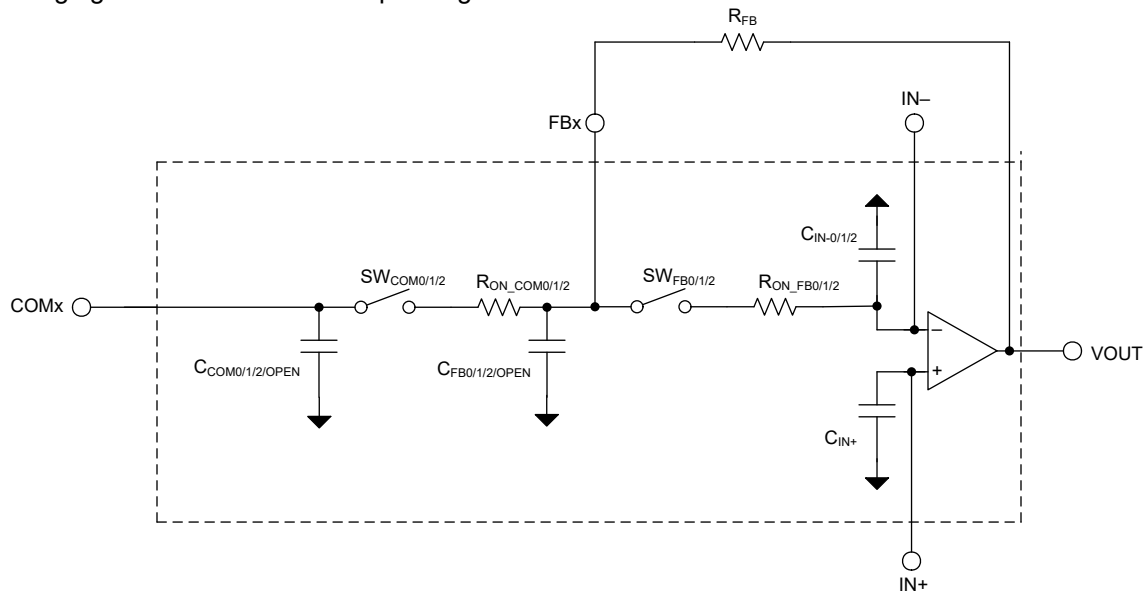 R_FB
IN–
FBx
C_IN-0/1/2
SW_COM0/1/2
R_ON_COM0/1/2
SW_FB0/1/2
R_ON_FB0/1/2
COMx
–
VOUT
C_COM0/1/2/OPEN
C_FB0/1/2/OPEN
+
C_IN+
IN+